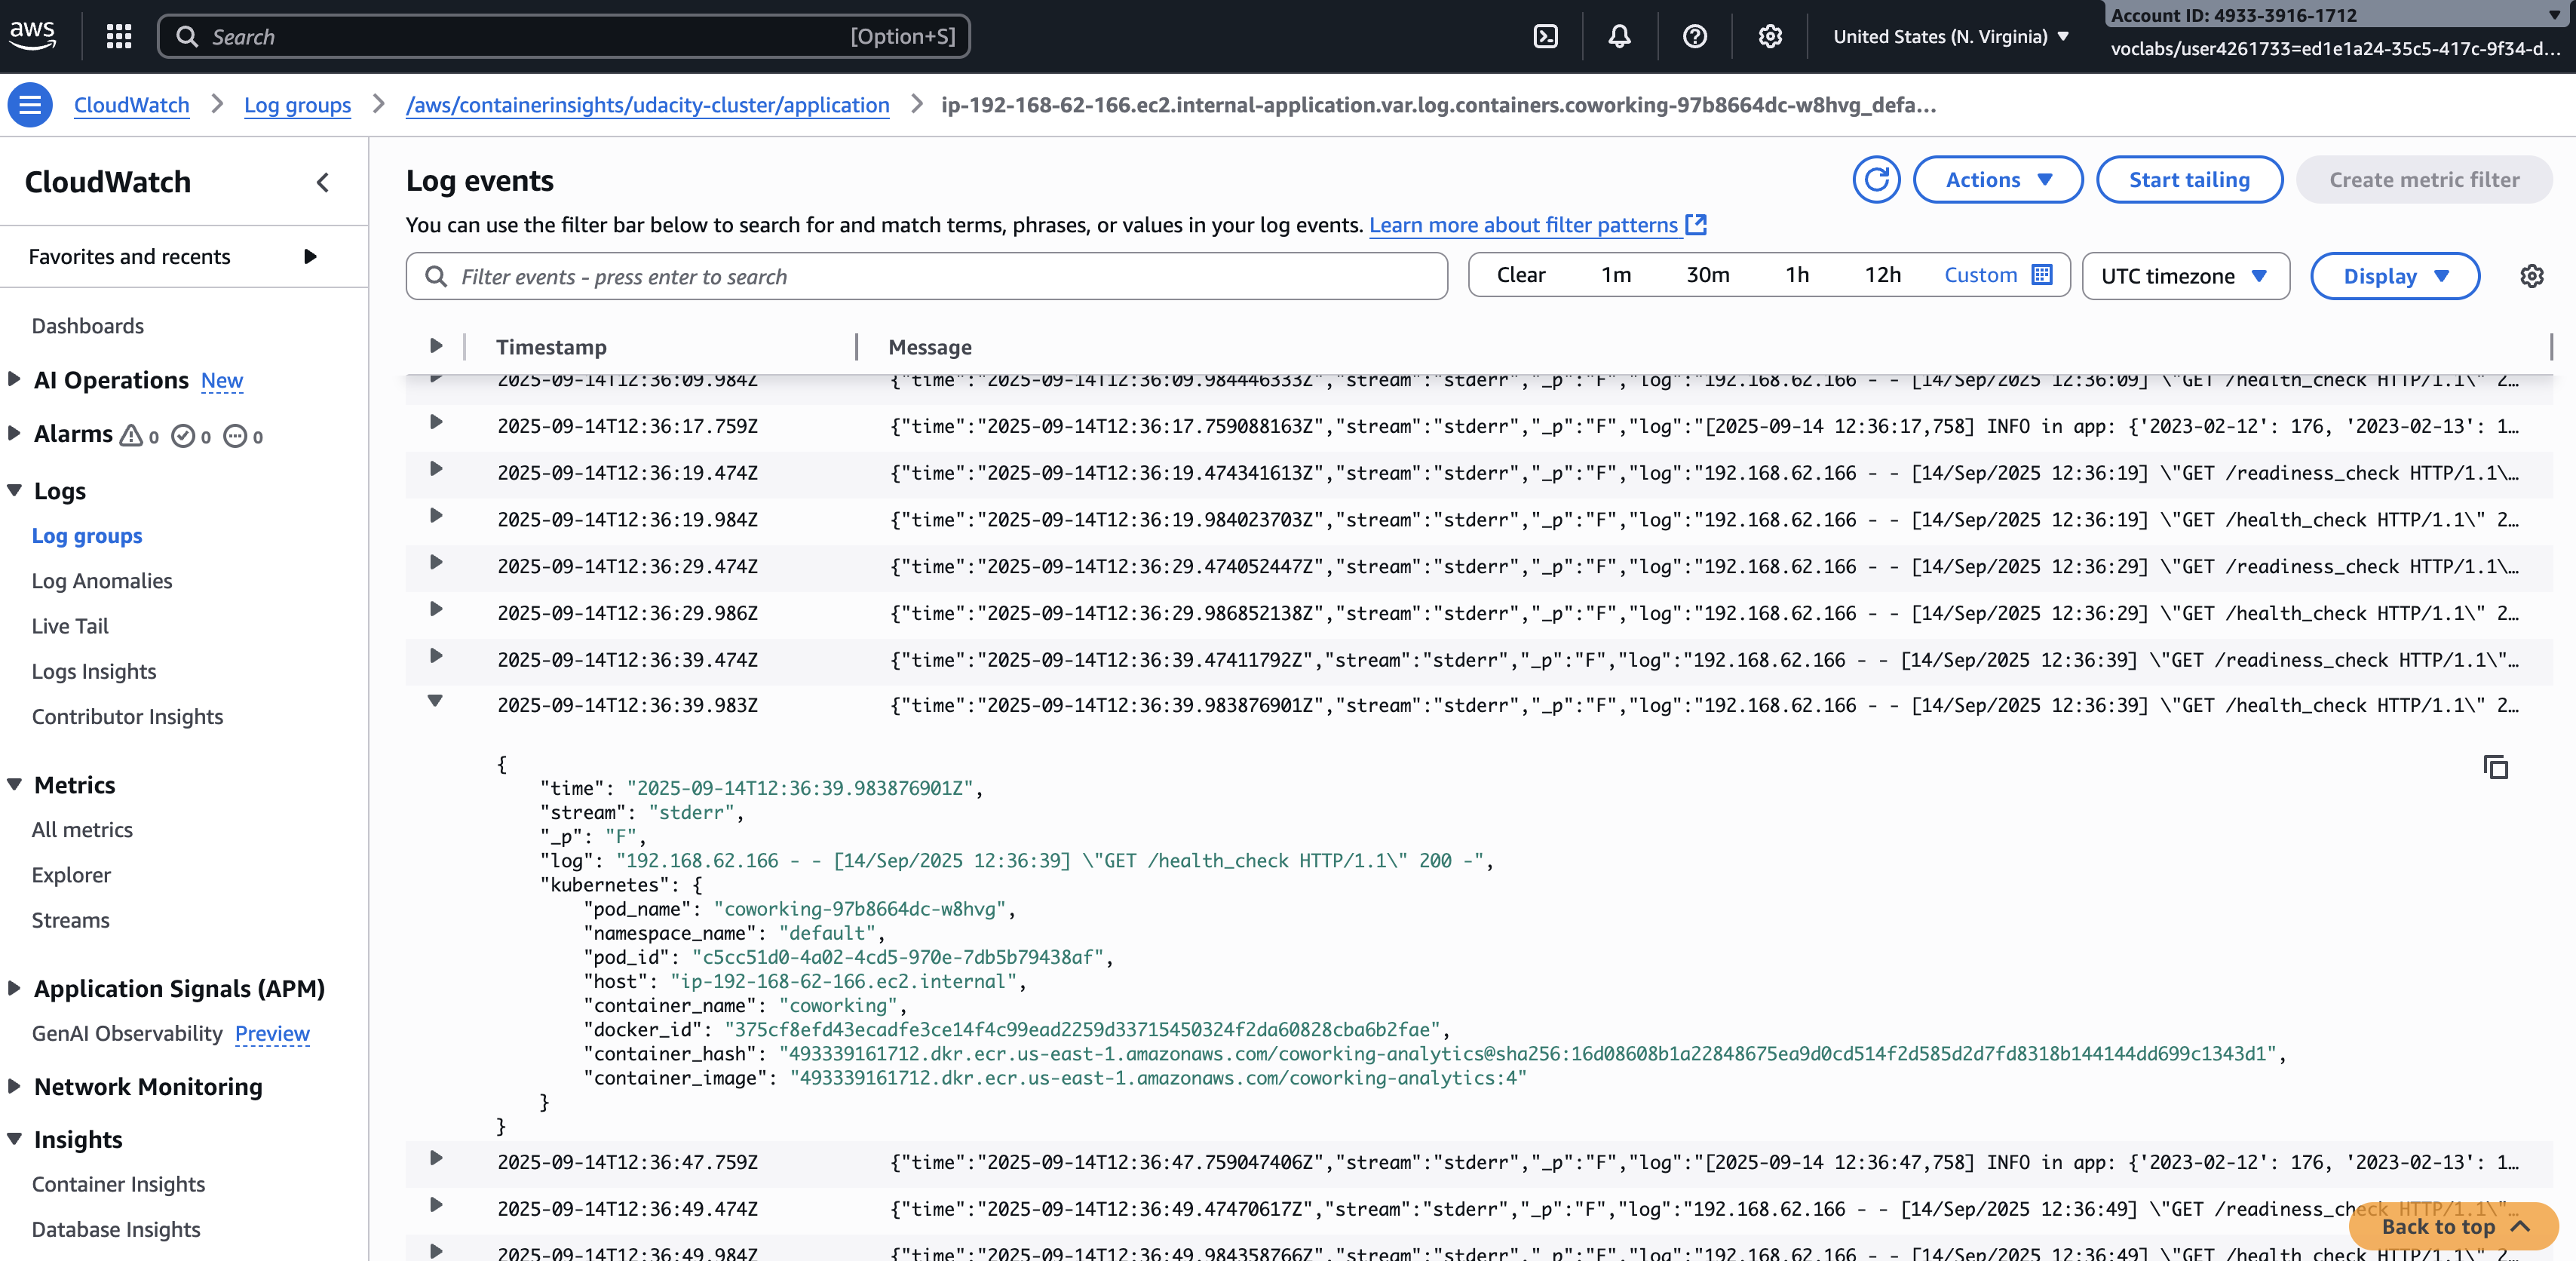 aws
Search
[Option+S]
United States (N. Virginia)
Account ID: 4933-3916-1712
voclabs/user4261733=ed1e1a24-35c5-417c-9f34-d...
CloudWatch
Log groups
/aws/containerinsights/udacity-cluster/application
ip-192-168-62-166.ec2.internal-application.var.log.containers.coworking-97b8664dc-w8hvg_defa...
CloudWatch
Favorites and recents
Dashboards
AI Operations New
Alarms 0 0 0
Logs
Log groups
Log Anomalies
Live Tail
Logs Insights
Contributor Insights
Metrics
All metrics
Explorer
Streams
Application Signals (APM)
GenAI Observability Preview
Network Monitoring
Insights
Container Insights
Database Insights
Log events
Actions
Start tailing
Create metric filter
You can use the filter bar below to search for and match terms, phrases, or values in your log events. Learn more about filter patterns
Filter events - press enter to search
Clear 1m 30m 1h 12h Custom
UTC timezone
Display
Timestamp Message
2025-09-14T12:36:09.984Z {"time":"2025-09-14T12:36:09.984446333Z","stream":"stderr","_p":"F","log":"192.168.62.166 - - [14/Sep/2025 12:36:09] \"GET /health_check HTTP/1.1\" 2...
2025-09-14T12:36:17.759Z {"time":"2025-09-14T12:36:17.759088163Z","stream":"stderr","_p":"F","log":"[2025-09-14 12:36:17,758] INFO in app: {'2023-02-12': 176, '2023-02-13': 1...
2025-09-14T12:36:19.474Z {"time":"2025-09-14T12:36:19.474341613Z","stream":"stderr","_p":"F","log":"192.168.62.166 - - [14/Sep/2025 12:36:19] \"GET /readiness_check HTTP/1.1\...
2025-09-14T12:36:19.984Z {"time":"2025-09-14T12:36:19.984023703Z","stream":"stderr","_p":"F","log":"192.168.62.166 - - [14/Sep/2025 12:36:19] \"GET /health_check HTTP/1.1\" 2...
2025-09-14T12:36:29.474Z {"time":"2025-09-14T12:36:29.474052447Z","stream":"stderr","_p":"F","log":"192.168.62.166 - - [14/Sep/2025 12:36:29] \"GET /readiness_check HTTP/1.1\...
2025-09-14T12:36:29.986Z {"time":"2025-09-14T12:36:29.986852138Z","stream":"stderr","_p":"F","log":"192.168.62.166 - - [14/Sep/2025 12:36:29] \"GET /health_check HTTP/1.1\" 2...
2025-09-14T12:36:39.474Z {"time":"2025-09-14T12:36:39.47411792Z","stream":"stderr","_p":"F","log":"192.168.62.166 - - [14/Sep/2025 12:36:39] \"GET /readiness_check HTTP/1.1\"...
2025-09-14T12:36:39.983Z {"time":"2025-09-14T12:36:39.983876901Z","stream":"stderr","_p":"F","log":"192.168.62.166 - - [14/Sep/2025 12:36:39] \"GET /health_check HTTP/1.1\" 2...
{
"time": "2025-09-14T12:36:39.983876901Z",
"stream": "stderr",
"_p": "F",
"log": "192.168.62.166 - - [14/Sep/2025 12:36:39] \"GET /health_check HTTP/1.1\" 200 -",
"kubernetes": {
"pod_name": "coworking-97b8664dc-w8hvg",
"namespace_name": "default",
"pod_id": "c5cc51d0-4a02-4cd5-970e-7db5b79438af",
"host": "ip-192-168-62-166.ec2.internal",
"container_name": "coworking",
"docker_id": "375cf8efd43ecadfe3ce14f4c99ead2259d33715450324f2da60828cba6b2fae",
"container_hash": "493339161712.dkr.ecr.us-east-1.amazonaws.com/coworking-analytics@sha256:16d08608b1a22848675ea9d0cd514f2d585d2d7fd8318b144144dd699c1343d1",
"container_image": "493339161712.dkr.ecr.us-east-1.amazonaws.com/coworking-analytics:4"
}
}
2025-09-14T12:36:47.759Z {"time":"2025-09-14T12:36:47.759047406Z","stream":"stderr","_p":"F","log":"[2025-09-14 12:36:47,758] INFO in app: {'2023-02-12': 176, '2023-02-13': 1...
2025-09-14T12:36:49.474Z {"time":"2025-09-14T12:36:49.47470617Z","stream":"stderr","_p":"F","log":"192.168.62.166 - - [14/Sep/2025 12:36:49] \"GET /readiness_check HTTP/1.1\"...
2025-09-14T12:36:49.984Z {"time":"2025-09-14T12:36:49.984358766Z","stream":"stderr","_p":"F","log":"192.168.62.166 - - [14/Sep/2025 12:36:49] \"GET /health_check HTTP/1.1\" 2...
Back to top